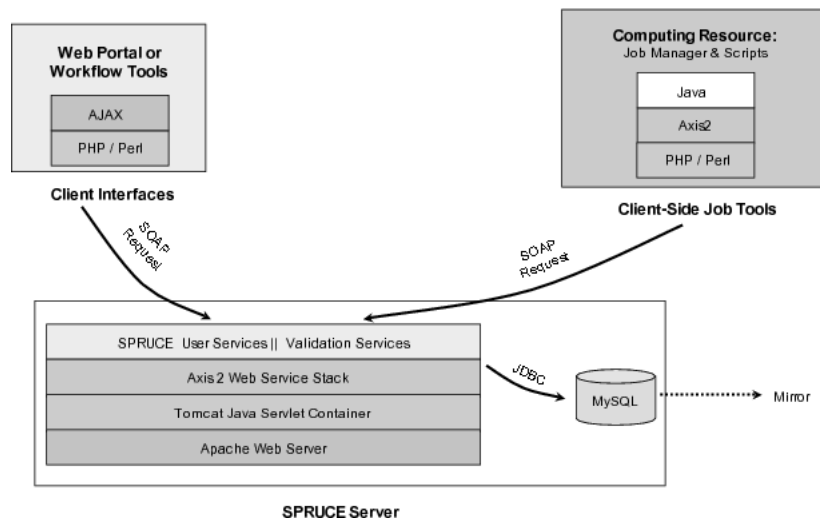 Web Portal or
Workflow Tools
AJAX
PHP / Perl
Client Interfaces
Computing Resource:
Job Manager & Scripts
Java
Axis2
PHP / Perl
Client-Side Job Tools
SOAP
Request
SOAP
Request
SPRUCE User Services || Validation Services
Axis2 Web Service Stack
Tomcat Java Servlet Container
Apache Web Server
JDBC
MySQL
Mirror
SPRUCE Server